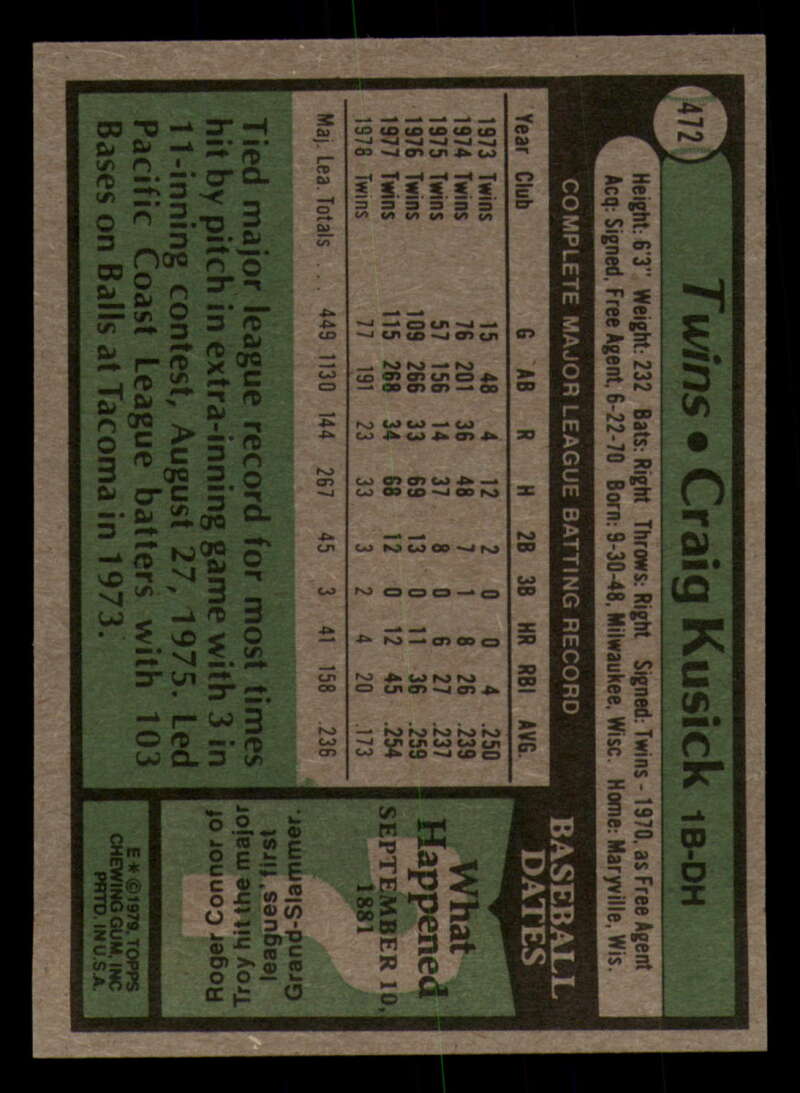 472
Twins • Craig Kusick 1B-DH
Height: 6'3" Weight: 232 Bats: Right Throws: Right Signed: Twins - 1970, as Free Agent
Acq: Signed, Free Agent, 6-22-70 Born: 9-30-48, Milwaukee, Wisc. Home: Maryville, Wis.
COMPLETE MAJOR LEAGUE BATTING RECORD
Year Club G AB R H 2B 3B HR RBI AVG.
1973 Twins 15 48 4 12 2 0 0 4 .250
1974 Twins 76 201 36 48 7 1 8 26 .239
1975 Twins 57 156 14 37 8 0 6 27 .237
1976 Twins 109 266 33 69 13 0 11 36 .259
1977 Twins 115 268 34 68 12 0 12 45 .254
1978 Twins 77 191 23 33 3 2 4 20 .173
Maj. Lea. Totals . . . 449 1130 144 267 45 3 41 158 .236
Tied major league record for most times
hit by pitch in extra-inning game with 3 in
11-inning contest, August 27, 1975. Led
Pacific Coast League batters with 103
Bases on Balls at Tacoma in 1973.
BASEBALL
DATES
What
Happened
SEPTEMBER 10,
1881
?
Roger Connor of
Troy hit the major
leagues' first
Grand-Slammer.
E * © 1979, TOPPS
CHEWING GUM, INC
PRTD. IN U.S.A.